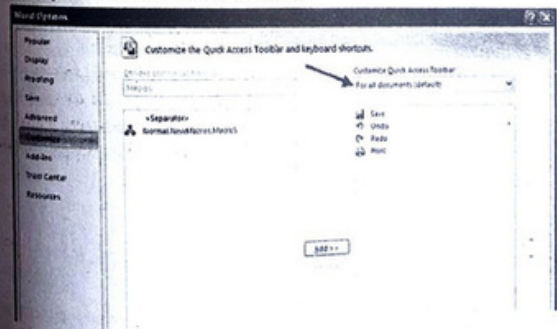 Word Options
Popular
Display
Proofing
Save
Advanced
Customize
Add-Ins
Trust Center
Resources
Customize the Quick Access Toolbar and keyboard shortcuts.
Customize Quick Access Toolbar:
Macros
For all documents (default)
<Separator>
Normal.NewMacros.Macro5
Save
Undo
Redo
Print
Add >>